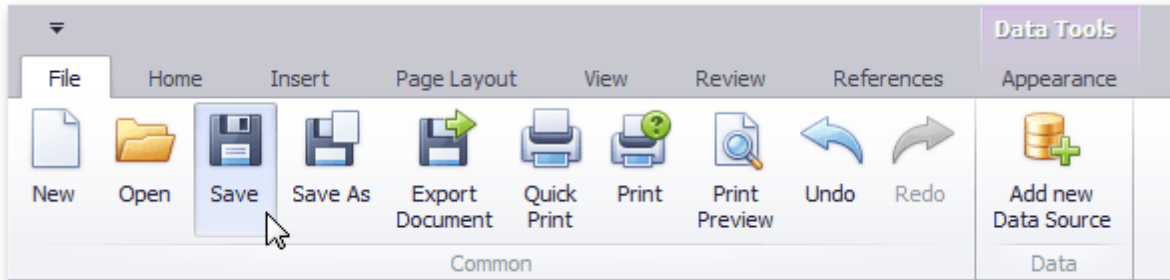 Data Tools
File Home Insert Page Layout View Review References Appearance
New Open Save Save As Export Document Quick Print Print Print Preview Undo Redo Add new Data Source
Common Data